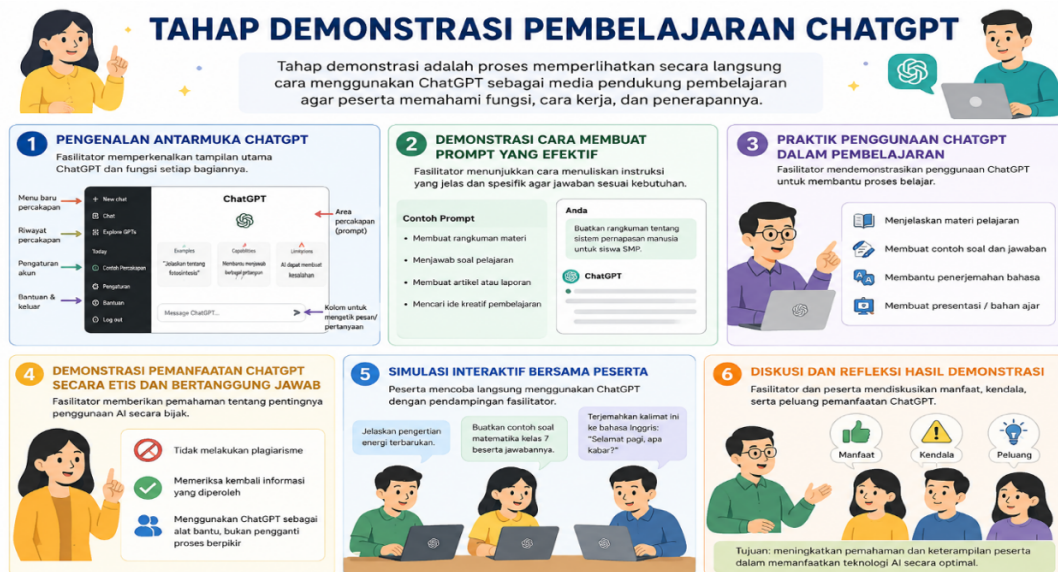 TAHAP DEMONSTRASI PEMBELAJARAN CHATGPT
Tahap demonstrasi adalah proses memperlihatkan secara langsung
cara menggunakan ChatGPT sebagai media pendukung pembelajaran
agar peserta memahami fungsi, cara kerja, dan penerapannya.
1 PENGENALAN ANTARMUKA CHATGPT
Fasilitator memperkenalkan tampilan utama
ChatGPT dan fungsi setiap bagiannya.
Menu baru
percakapan
Riwayat
percakapan
Pengaturan
akun
Bantuan &
keluar
+ New chat
Chat
Explore GPTs
Today
Contoh Percakapan
Pengaturan
Bantuan
Log out
ChatGPT
Examples
"Jelaskan tentang
fotosintesis"
Capabilities
Membantu menjawab
berbagai pertanyaan
Limitations
AI dapat membuat
kesalahan
Message ChatGPT...
Area
percakapan
(prompt)
Kolom untuk
mengetik pesan/
pertanyaan
2 DEMONSTRASI CARA MEMBUAT
PROMPT YANG EFEKTIF
Fasilitator menunjukkan cara menuliskan instruksi
yang jelas dan spesifik agar jawaban sesuai kebutuhan.
Contoh Prompt
• Membuat rangkuman materi
• Menjawab soal pelajaran
• Membuat artikel atau laporan
• Mencari ide kreatif pembelajaran
Anda
Buatkan rangkuman tentang
sistem pernapasan manusia
untuk siswa SMP.
ChatGPT
3 PRAKTIK PENGGUNAAN CHATGPT
DALAM PEMBELAJARAN
Fasilitator mendemonstrasikan penggunaan ChatGPT
untuk membantu proses belajar.
Menjelaskan materi pelajaran
Membuat contoh soal dan jawaban
Membantu penerjemahan bahasa
Membuat presentasi / bahan ajar
4 DEMONSTRASI PEMANFAATAN CHATGPT
SECARA ETIS DAN BERTANGGUNG JAWAB
Fasilitator memberikan pemahaman tentang pentingnya
penggunaan AI secara bijak.
Tidak melakukan plagiarisme
Memeriksa kembali informasi
yang diperoleh
Menggunakan ChatGPT sebagai
alat bantu, bukan pengganti
proses berpikir
5 SIMULASI INTERAKTIF BERSAMA PESERTA
Peserta mencoba langsung menggunakan ChatGPT
dengan pendampingan fasilitator.
Jelaskan pengertian
energi terbarukan.
Buatkan contoh soal
matematika kelas 7
beserta jawabannya.
Terjemahkan kalimat ini
ke bahasa Inggris:
"Selamat pagi, apa
kabar?"
6 DISKUSI DAN REFLEKSI HASIL DEMONSTRASI
Fasilitator dan peserta mendiskusikan manfaat, kendala,
serta peluang pemanfaatan ChatGPT.
Manfaat
Kendala
Peluang
Tujuan: meningkatkan pemahaman dan keterampilan peserta
dalam memanfaatkan teknologi AI secara optimal.